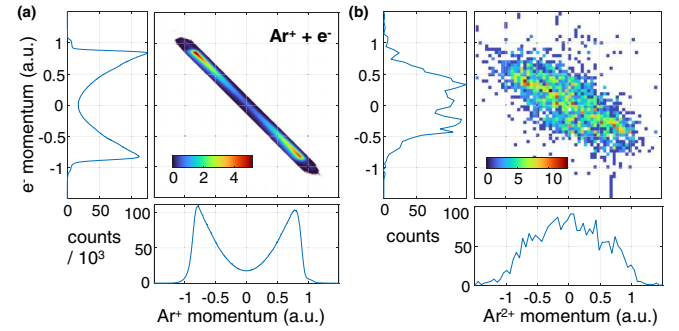 (a)
(b)
Ar⁺ + e⁻
e⁻ momentum (a.u.)
1
0.5
0
-0.5
-1
0 2 4
0 5 10
0 50 100
counts
/ 10³
100
50
0
-1 -0.5 0 0.5 1
Ar⁺ momentum (a.u.)
1
0.5
0
-0.5
-1
0 50 100
counts
100
50
0
-1 -0.5 0 0.5 1
Ar²⁺ momentum (a.u.)